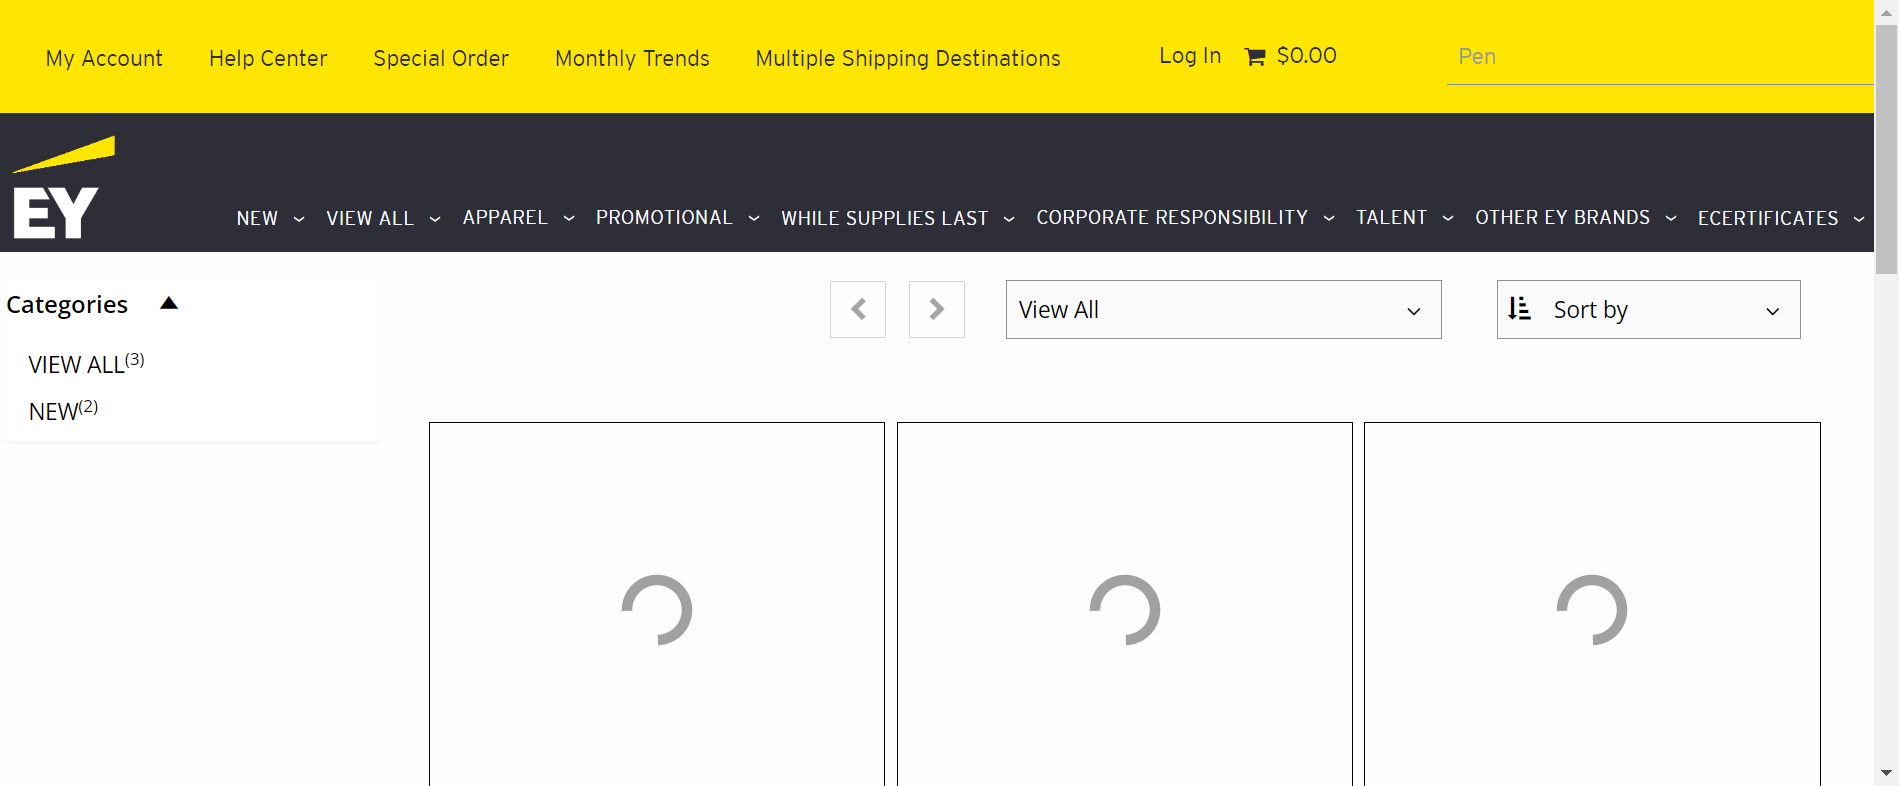 My Account Help Center Special Order Monthly Trends Multiple Shipping Destinations Log In $0.00 Pen
EY
NEW VIEW ALL APPAREL PROMOTIONAL WHILE SUPPLIES LAST CORPORATE RESPONSIBILITY TALENT OTHER EY BRANDS ECERTIFICATES
Categories
View All Sort by
VIEW ALL(3)
NEW(2)